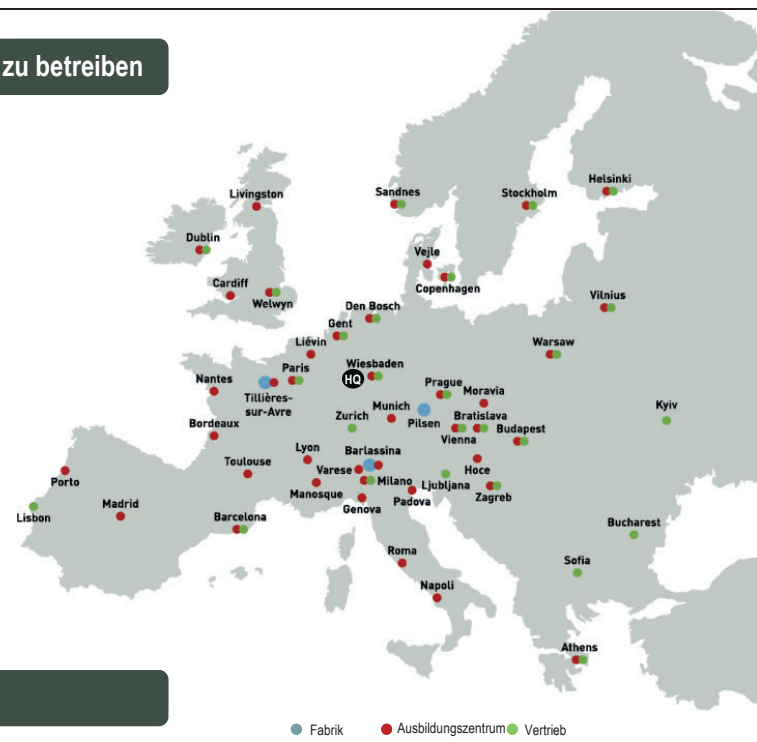 zu betreiben
Helsinki
Sandnes
Stockholm
Livingston
Dublin
Vejle
Copenhagen
Cardiff
Welwyn
Vilnius
Den Bosch
Gent
Liévin
Warsaw
Paris
Wiesbaden
HQ
Nantes
Tillières-
sur-Avre
Prague
Moravia
Munich
Pilsen
Kyiv
Zurich
Bratislava
Vienna
Budapest
Bordeaux
Lyon
Barlassina
Varese
Toulouse
Milano
Hoce
Ljubljana
Zagreb
Manosque
Padova
Genova
Porto
Madrid
Lisbon
Barcelona
Bucharest
Roma
Sofia
Napoli
Athens
Fabrik
Ausbildungszentrum
Vertrieb